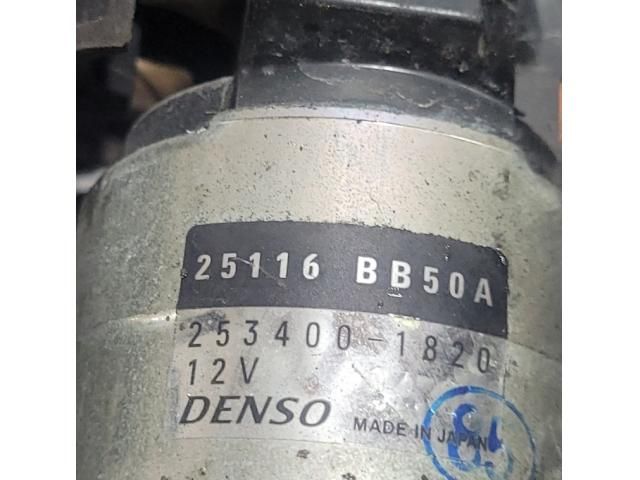 25116 BB50A
253400-1820
12V
DENSO MADE IN JAPAN